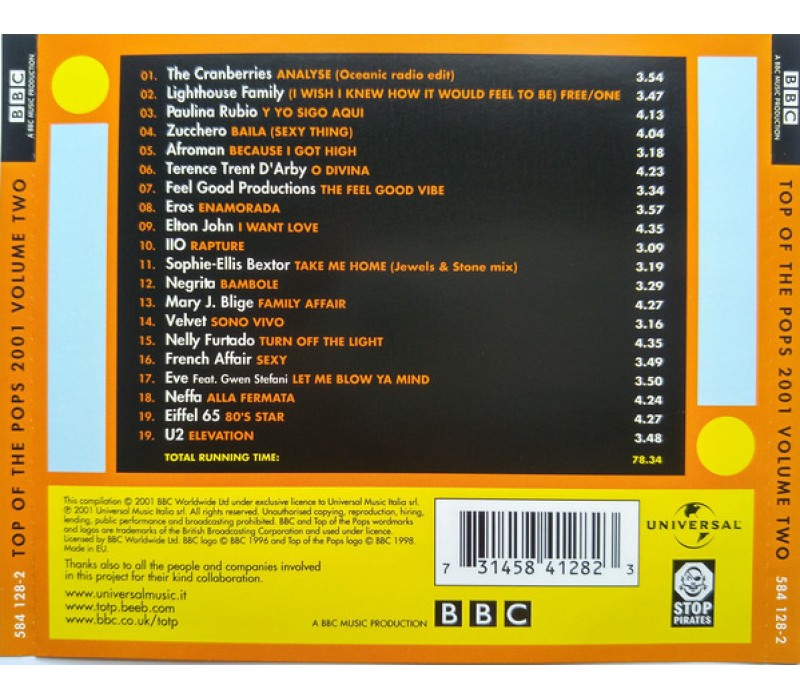 BBC
A BBC MUSIC PRODUCTION
TOP OF THE POPS 2001 VOLUME TWO
584 128-2
01. The Cranberries ANALYSE (Oceanic radio edit) 3.54
02. Lighthouse Family (I WISH I KNEW HOW IT WOULD FEEL TO BE) FREE/ONE 3.47
03. Paulina Rubio Y YO SIGO AQUI 4.13
04. Zucchero BAILA (SEXY THING) 4.04
05. Afroman BECAUSE I GOT HIGH 3.18
06. Terence Trent D'Arby O DIVINA 4.23
07. Feel Good Productions THE FEEL GOOD VIBE 3.34
08. Eros ENAMORADA 3.57
09. Elton John I WANT LOVE 4.35
10. IIO RAPTURE 3.09
11. Sophie-Ellis Bextor TAKE ME HOME (Jewels & Stone mix) 3.19
12. Negrita BAMBOLE 3.29
13. Mary J. Blige FAMILY AFFAIR 4.27
14. Velvet SONO VIVO 3.16
15. Nelly Furtado TURN OFF THE LIGHT 4.35
16. French Affair SEXY 3.49
17. Eve Feat. Gwen Stefani LET ME BLOW YA MIND 3.50
18. Neffa ALLA FERMATA 4.24
19. Eiffel 65 80'S STAR 4.27
19. U2 ELEVATION 3.48
TOTAL RUNNING TIME: 78.34
This compilation © 2001 BBC Worldwide Ltd under exclusive licence to Universal Music Italia srl.
℗ 2001 Universal Music Italia srl. All rights reserved. Unauthorised copying, reproduction, hiring,
lending, public performance and broadcasting prohibited. BBC and Top of the Pops wordmarks
and logos are trademarks of the British Broadcasting Corporation and used under licence.
Licensed by BBC Worldwide Ltd. BBC logo © BBC 1996 and Top of the Pops logo © BBC 1998.
Made in EU.
Thanks also to all the people and companies involved
in this project for their kind collaboration.
www.universalmusic.it
www.totp.beeb.com
www.bbc.co.uk/totp
A BBC MUSIC PRODUCTION BBC
7 31458 41282 3
UNIVERSAL
STOP
PIRATES
BBC
A BBC MUSIC PRODUCTION
TOP OF THE POPS 2001 VOLUME TWO
584 128-2